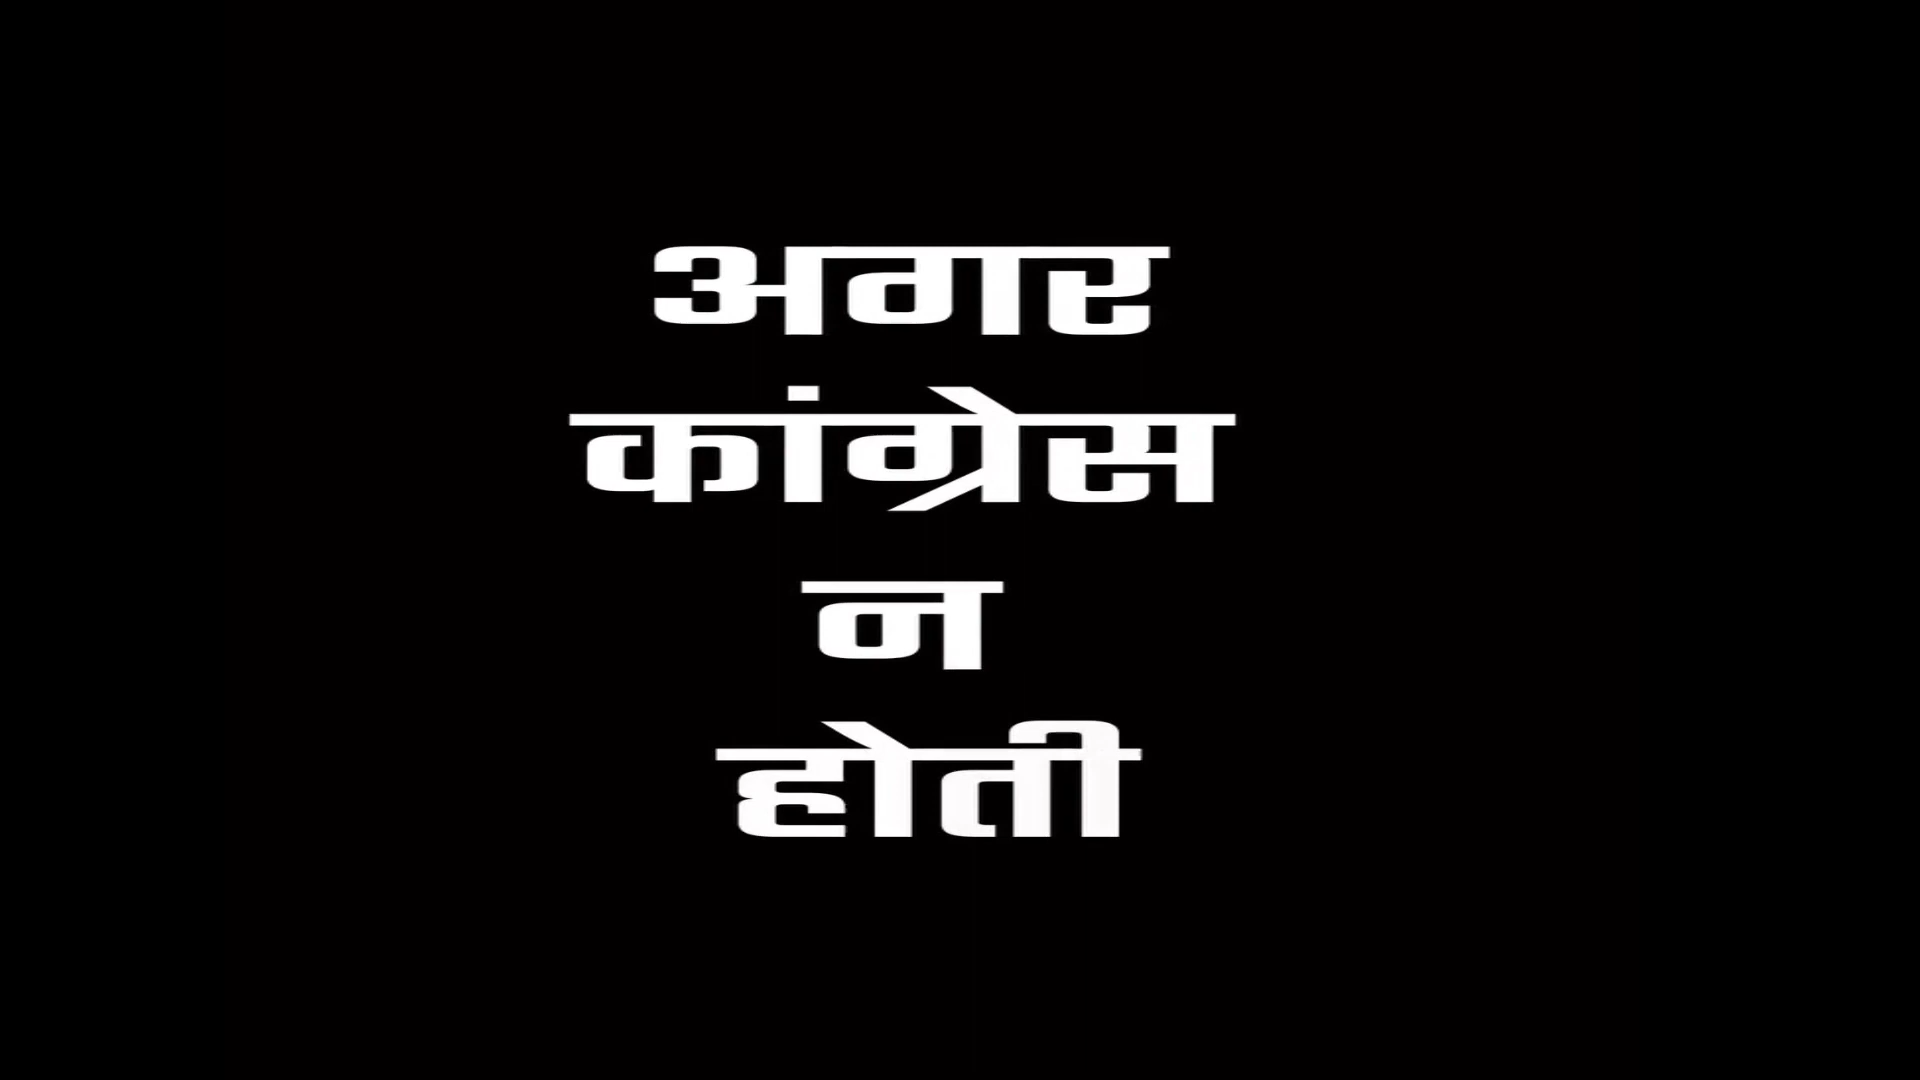 अगर
कांग्रेस
न
होती